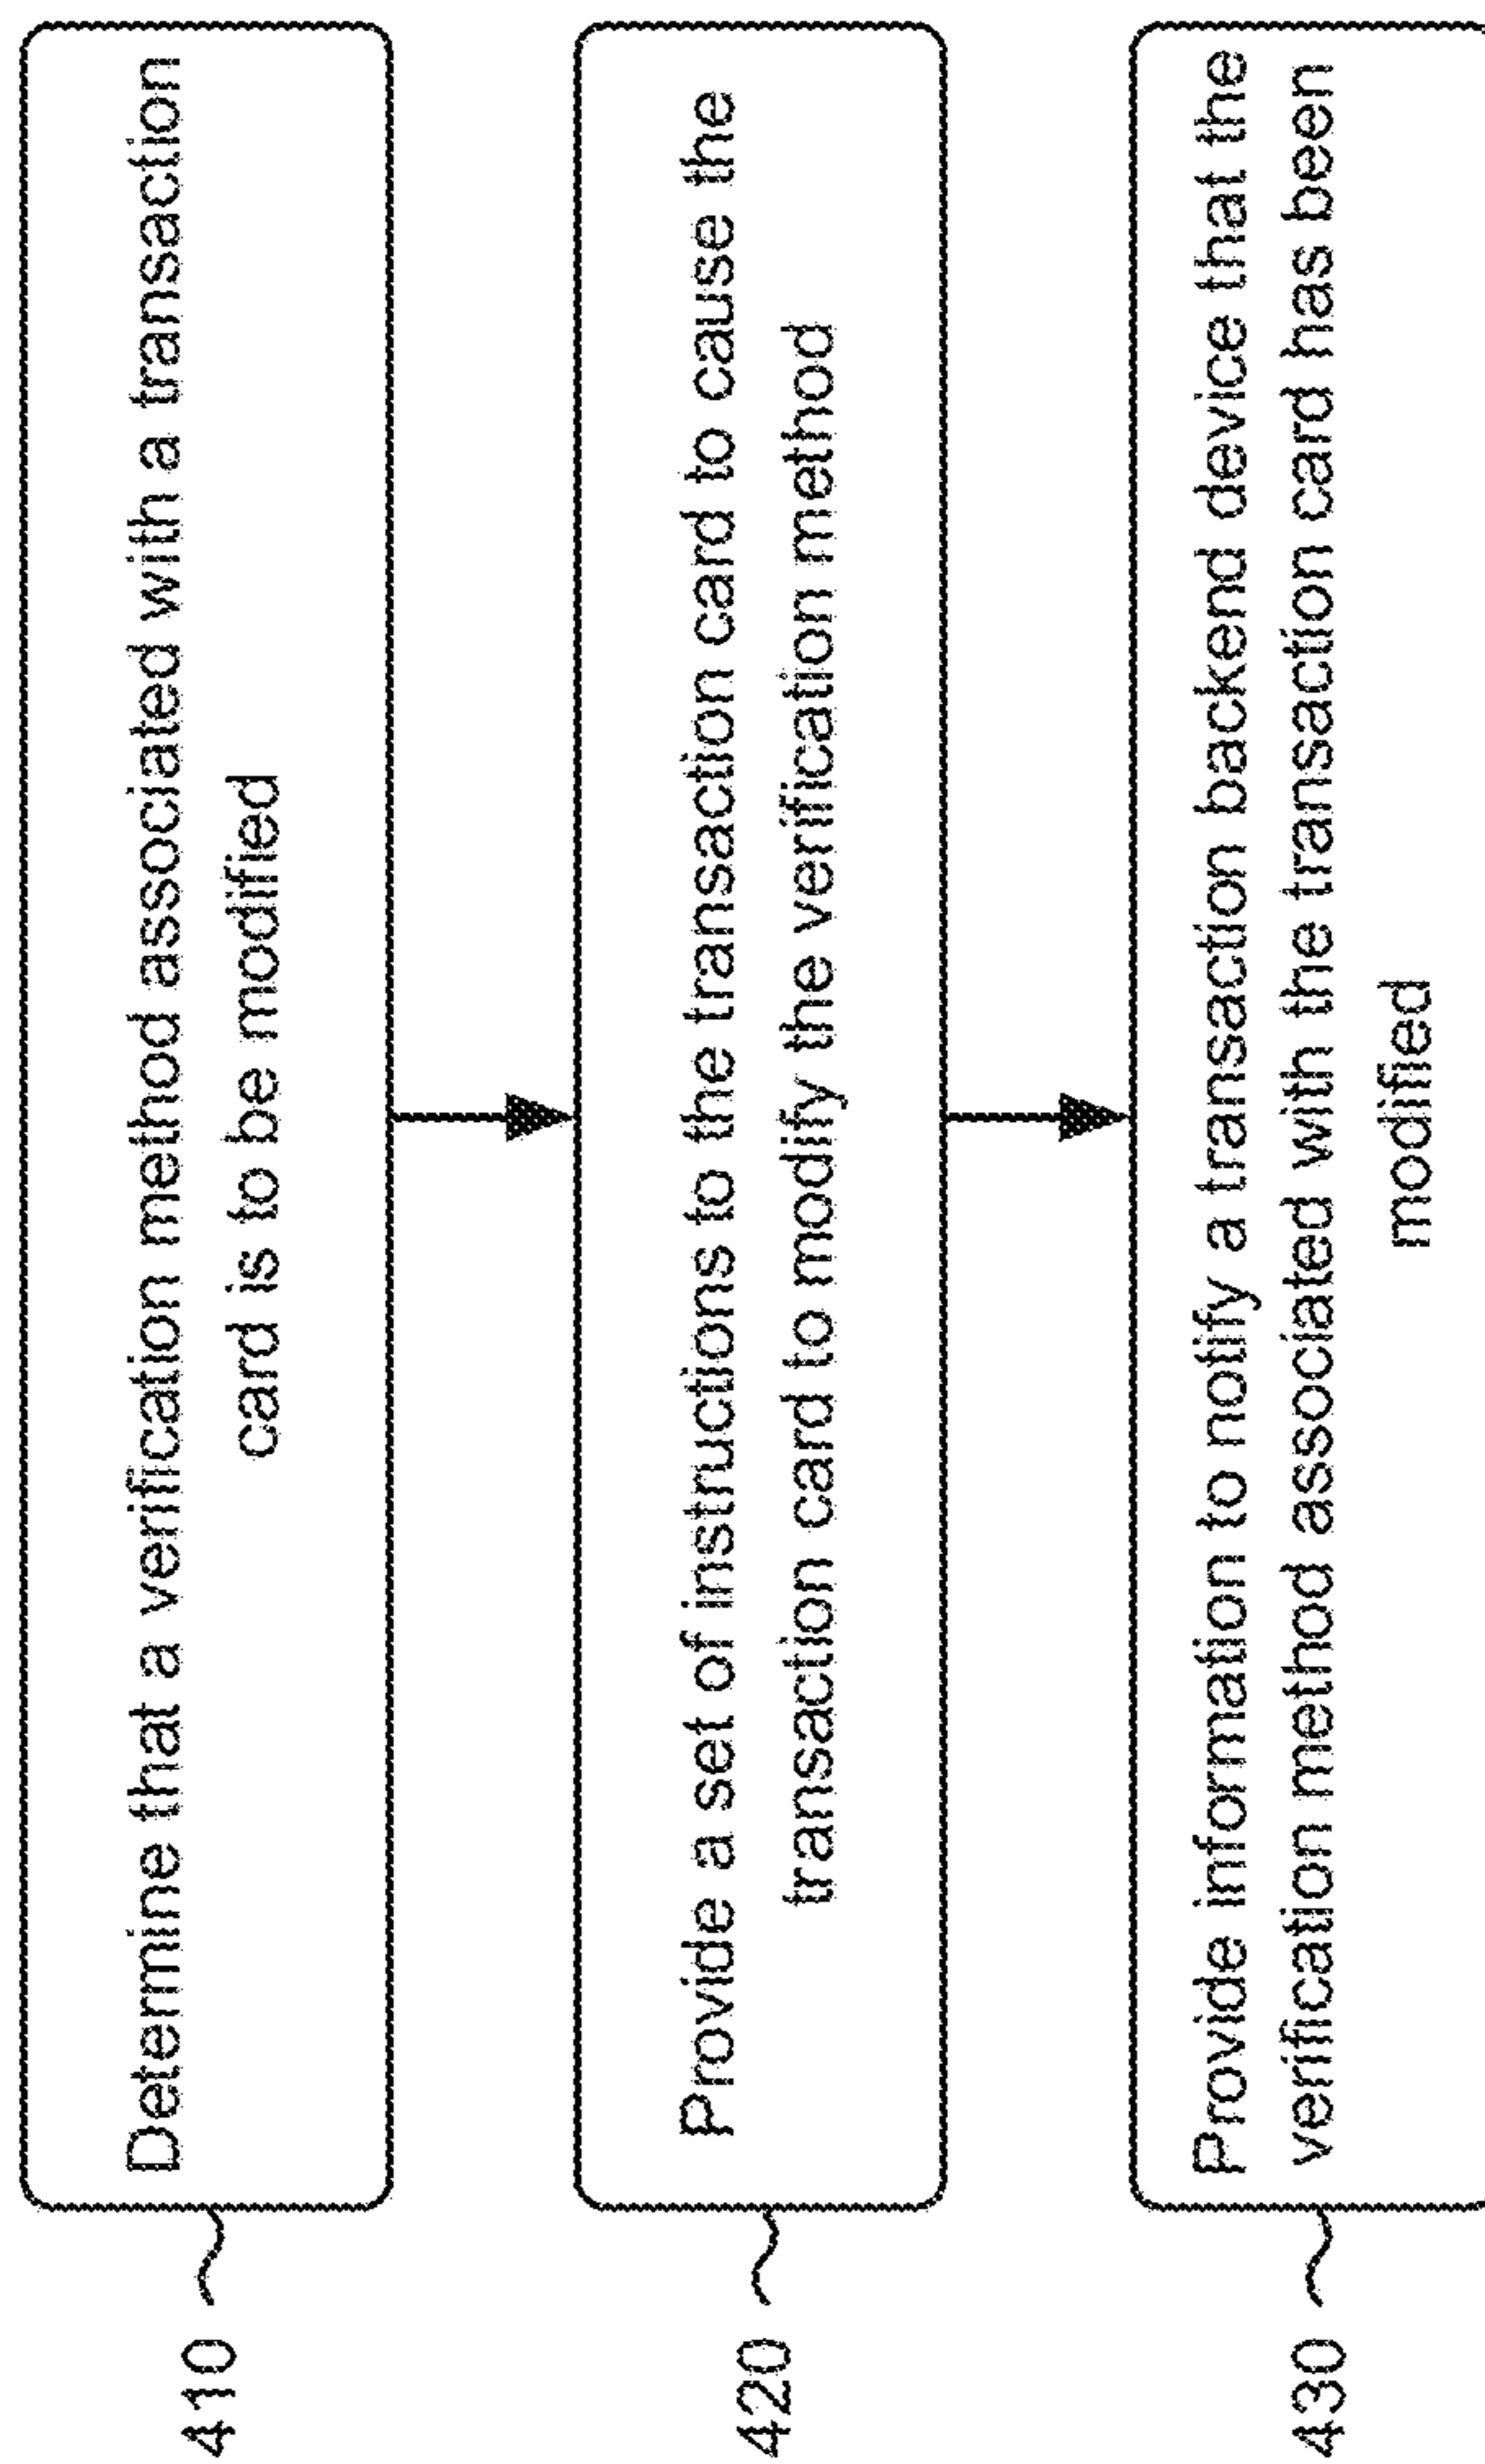 410
Determine that a verification method associated with a transaction
card is to be modified
420
Provide a set of instructions to the transaction card to cause the
transaction card to modify the verification method
430
Provide information to notify a transaction backend device that the
verification method associated with the transaction card has been
modified